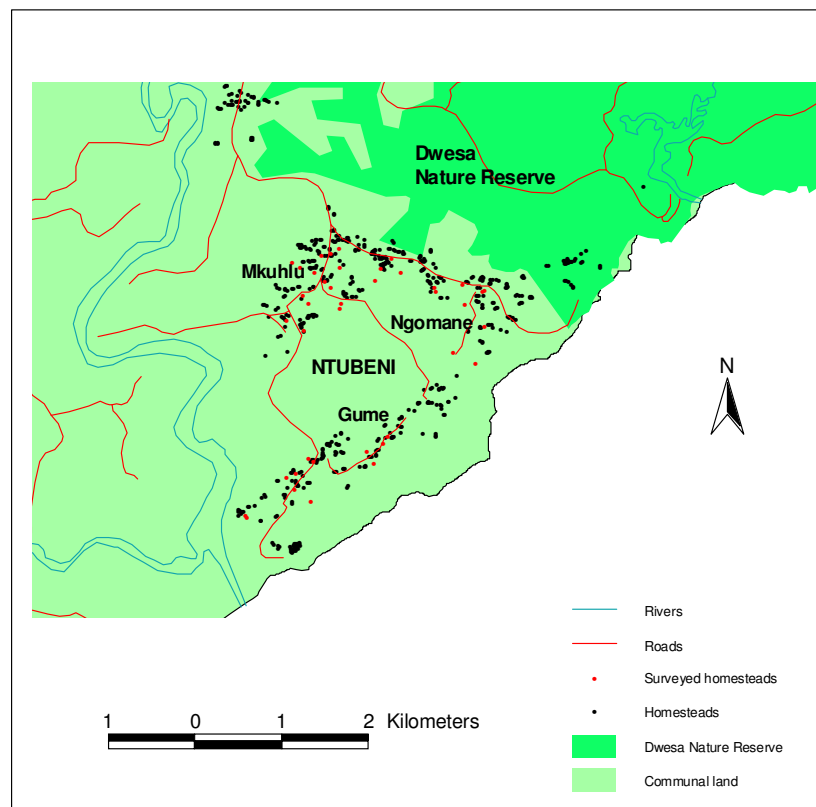 Dwesa
Nature Reserve
Mkuhlu
Ngomane
NTUBENI
Gume
N
Rivers
Roads
Surveyed homesteads
Homesteads
Dwesa Nature Reserve
Communal land
1 0 1 2 Kilometers